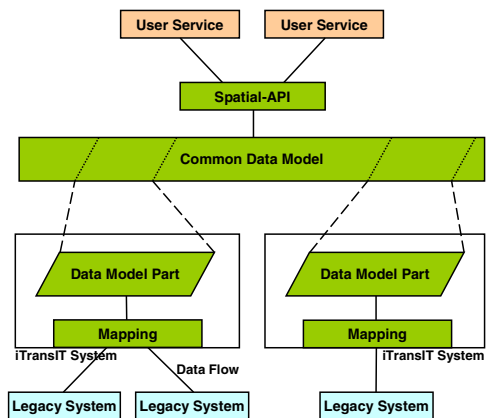 User Service
User Service
Spatial-API
Common Data Model
Data Model Part
Data Model Part
Mapping
Mapping
iTransIT System
iTransIT System
Data Flow
Legacy System
Legacy System
Legacy System